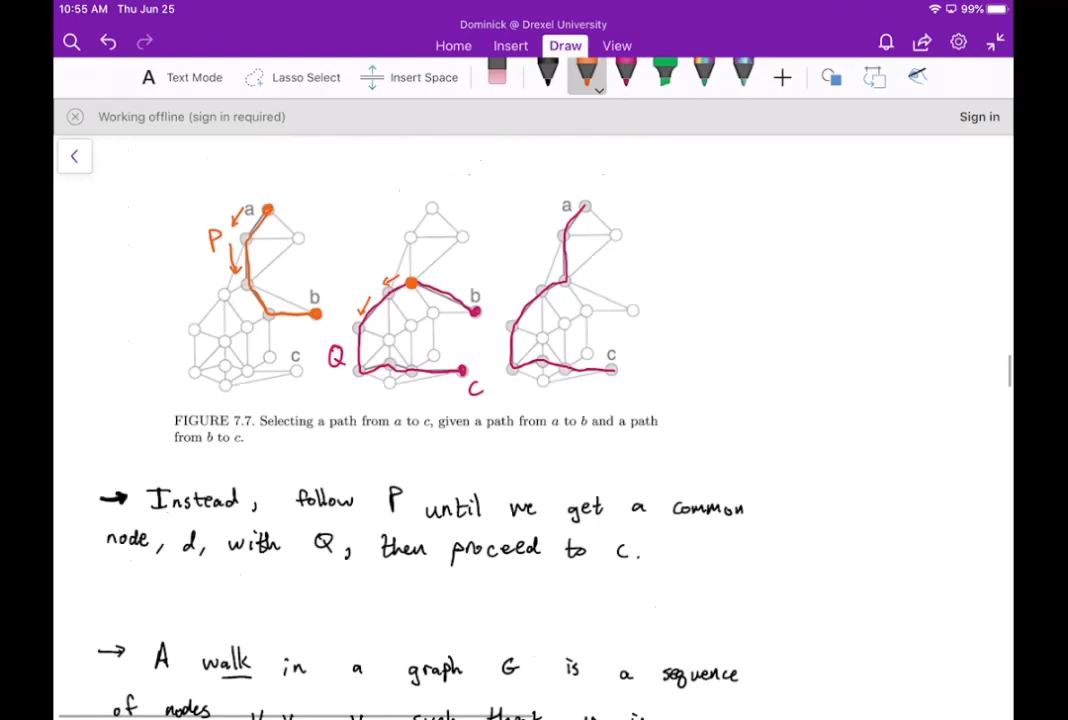 10:55 AM Thu Jun 25
99%
Dominick @ Drexel University
Home Insert Draw View
A Text Mode Lasso Select Insert Space
Working offline (sign in required) Sign in
a
P
b
c
b
Q
C
a
c
FIGURE 7.7. Selecting a path from a to c, given a path from a to b and a path
from b to c.
→ Instead, follow P until we get a common
node, d, with Q, then proceed to c.
→ A walk in a graph G is a sequence
of nodes